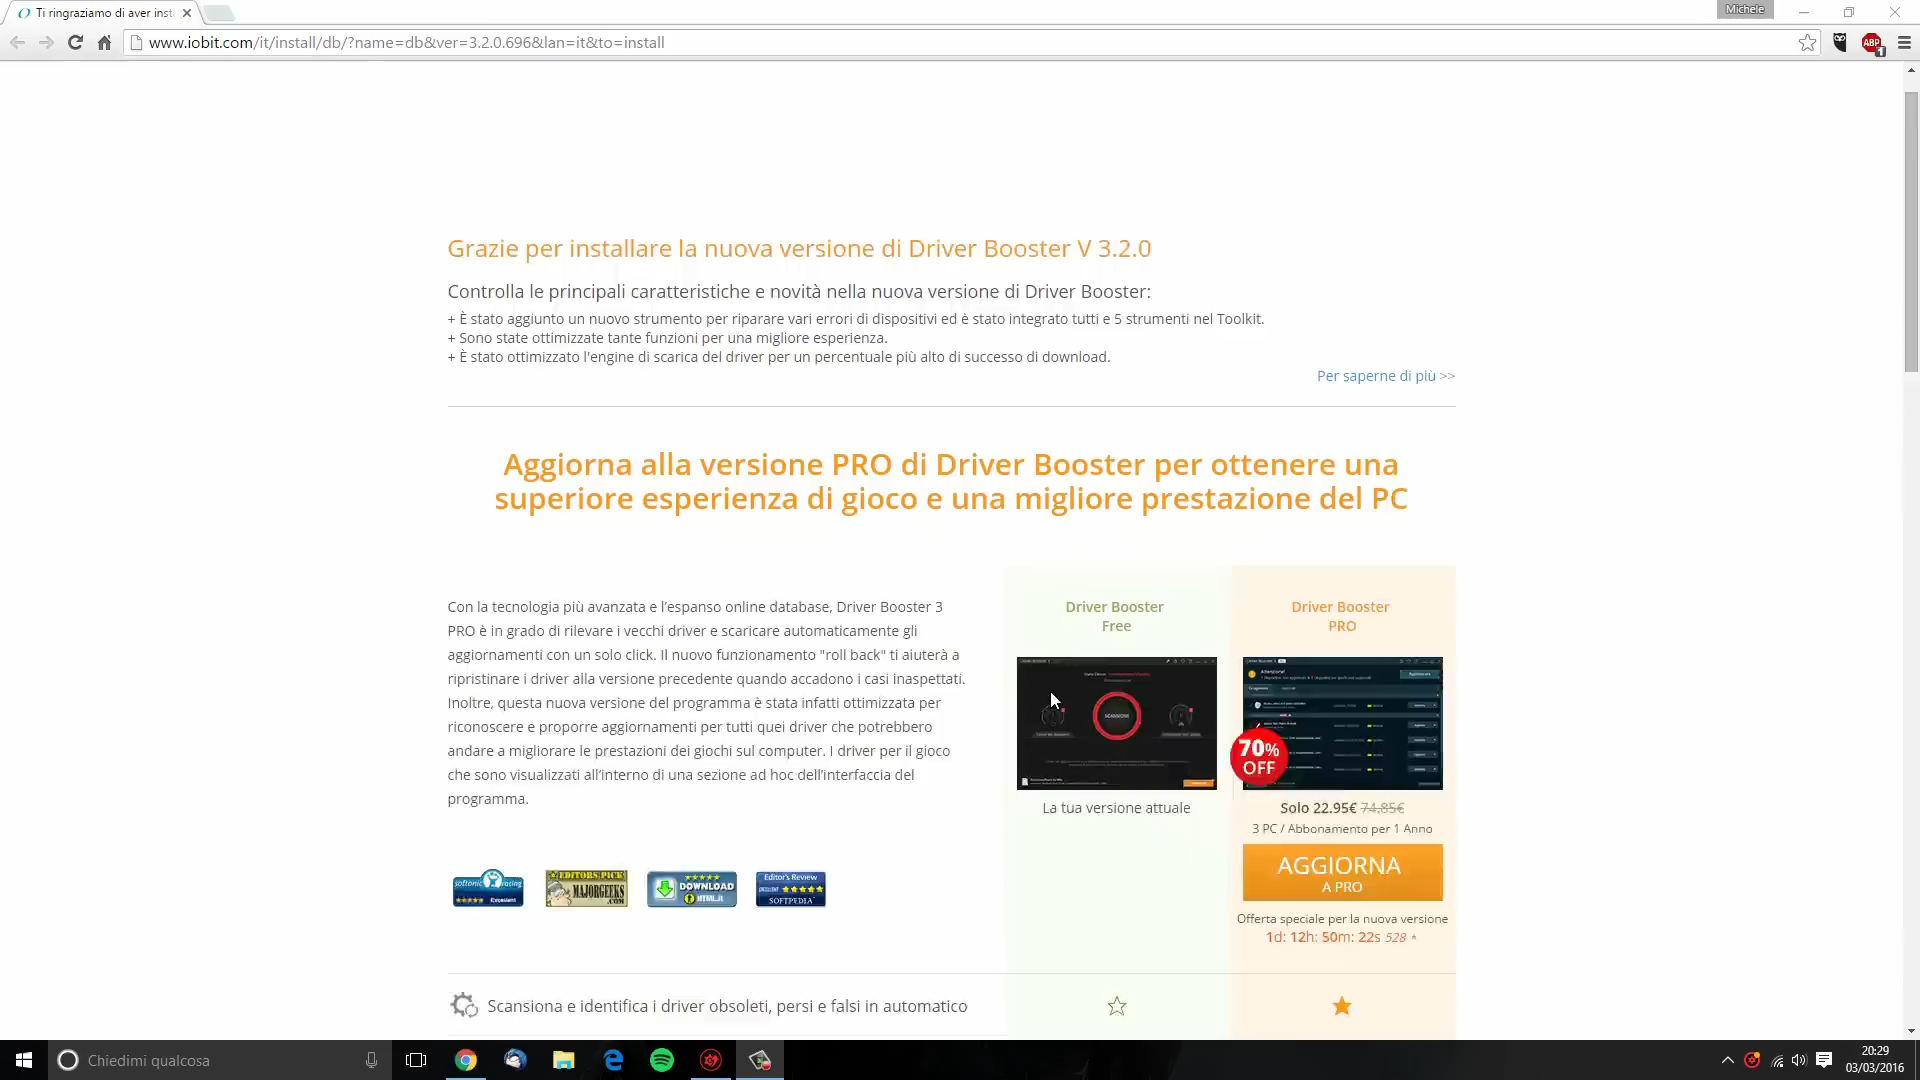 Ti ringraziamo di aver inst
Michele
www.iobit.com/it/install/db/?name=db&ver=3.2.0.696&lan=it&to=install
ABP
1
Grazie per installare la nuova versione di Driver Booster V 3.2.0
Controlla le principali caratteristiche e novità nella nuova versione di Driver Booster:
+ È stato aggiunto un nuovo strumento per riparare vari errori di dispositivi ed è stato integrato tutti e 5 strumenti nel Toolkit.
+ Sono state ottimizzate tante funzioni per una migliore esperienza.
+ È stato ottimizzato l'engine di scarica del driver per un percentuale più alto di successo di download.
Per saperne di più >>
Aggiorna alla versione PRO di Driver Booster per ottenere una
superiore esperienza di gioco e una migliore prestazione del PC
Con la tecnologia più avanzata e l’espanso online database, Driver Booster 3
PRO è in grado di rilevare i vecchi driver e scaricare automaticamente gli
aggiornamenti con un solo click. Il nuovo funzionamento "roll back" ti aiuterà a
ripristinare i driver alla versione precedente quando accadono i casi inaspettati.
Inoltre, questa nuova versione del programma è stata infatti ottimizzata per
riconoscere e proporre aggiornamenti per tutti quei driver che potrebbero
andare a migliorare le prestazioni dei giochi sul computer. I driver per il gioco
che sono visualizzati all’interno di una sezione ad hoc dell’interfaccia del
programma.
Driver Booster
Free
SCANSIONE
La tua versione attuale
Driver Booster
PRO
70%
OFF
Solo 22.95€ 74.85€
3 PC / Abbonamento per 1 Anno
AGGIORNA
A PRO
Offerta speciale per la nuova versione
1d: 12h: 50m: 22s 528 *
softonic rating
Excellent
EDITORS PICK
MAJORGEEKS
.COM
DOWNLOAD
HTML.it
Editor's Review
EXCELLENT
SOFTPEDIA
Scansiona e identifica i driver obsoleti, persi e falsi in automatico
Chiedimi qualcosa
20:29
03/03/2016